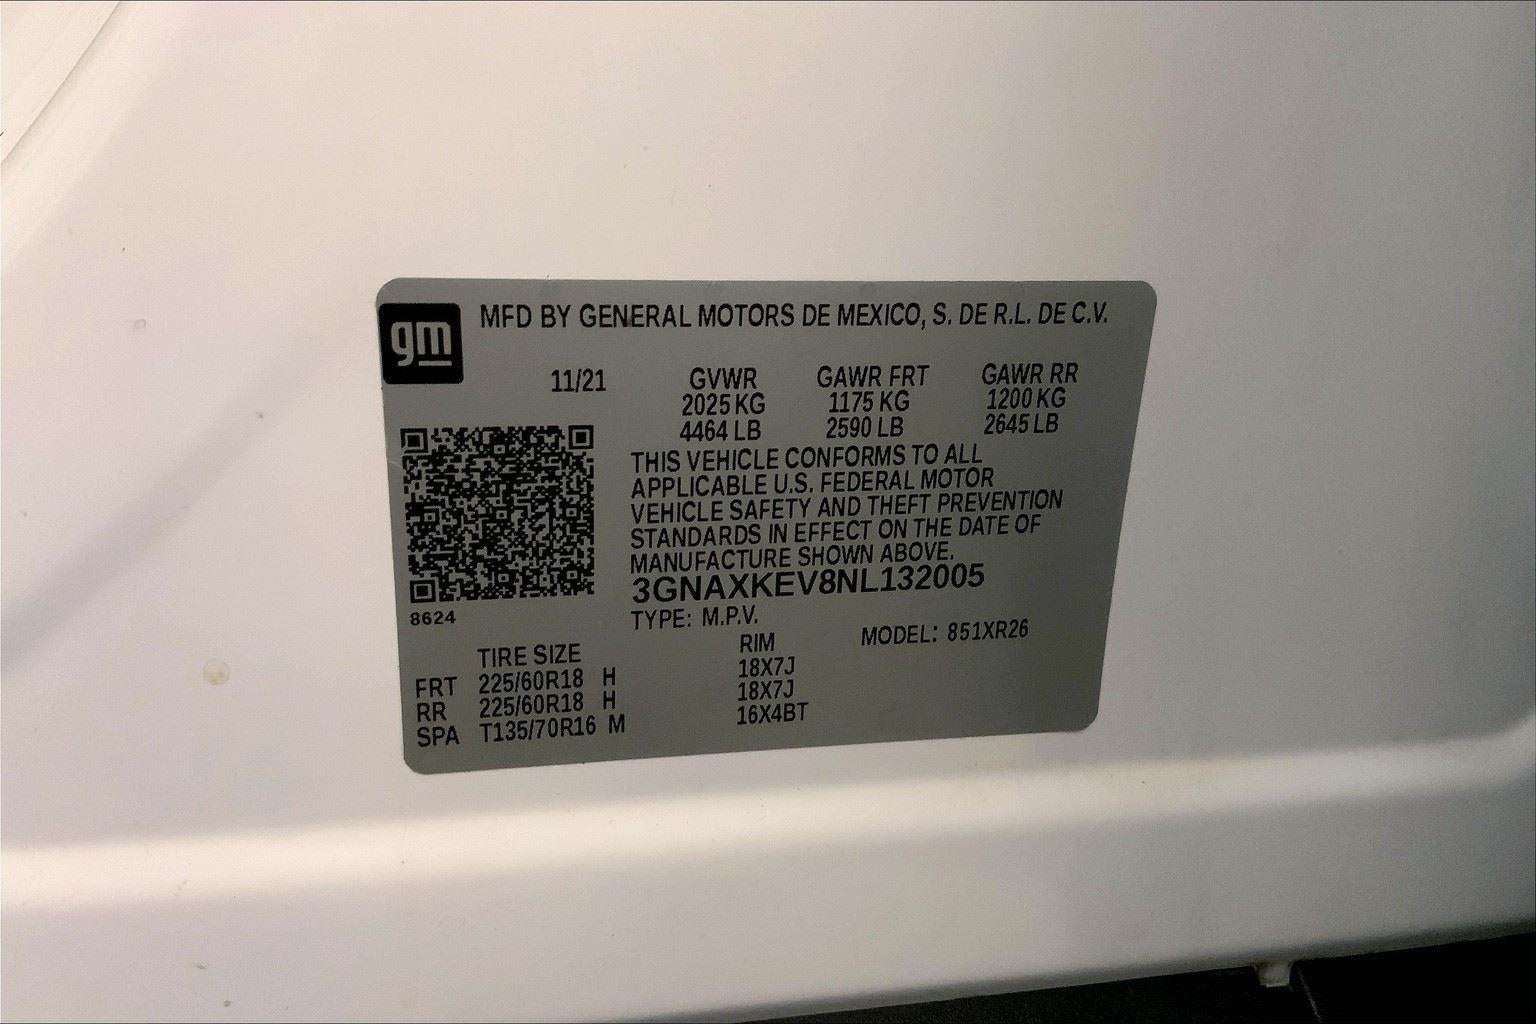 gm MFD BY GENERAL MOTORS DE MEXICO, S. DE R.L. DE C.V.
11/21 GVWR GAWR FRT GAWR RR
2025 KG 1175 KG 1200 KG
4464 LB 2590 LB 2645 LB
THIS VEHICLE CONFORMS TO ALL
APPLICABLE U.S. FEDERAL MOTOR
VEHICLE SAFETY AND THEFT PREVENTION
STANDARDS IN EFFECT ON THE DATE OF
MANUFACTURE SHOWN ABOVE.
3GNAXKEV8NL132005
8624
TYPE: M.P.V. MODEL: 851XR26
TIRE SIZE RIM
FRT 225/60R18 H 18X7J
RR 225/60R18 H 18X7J
SPA T135/70R16 M 16X4BT